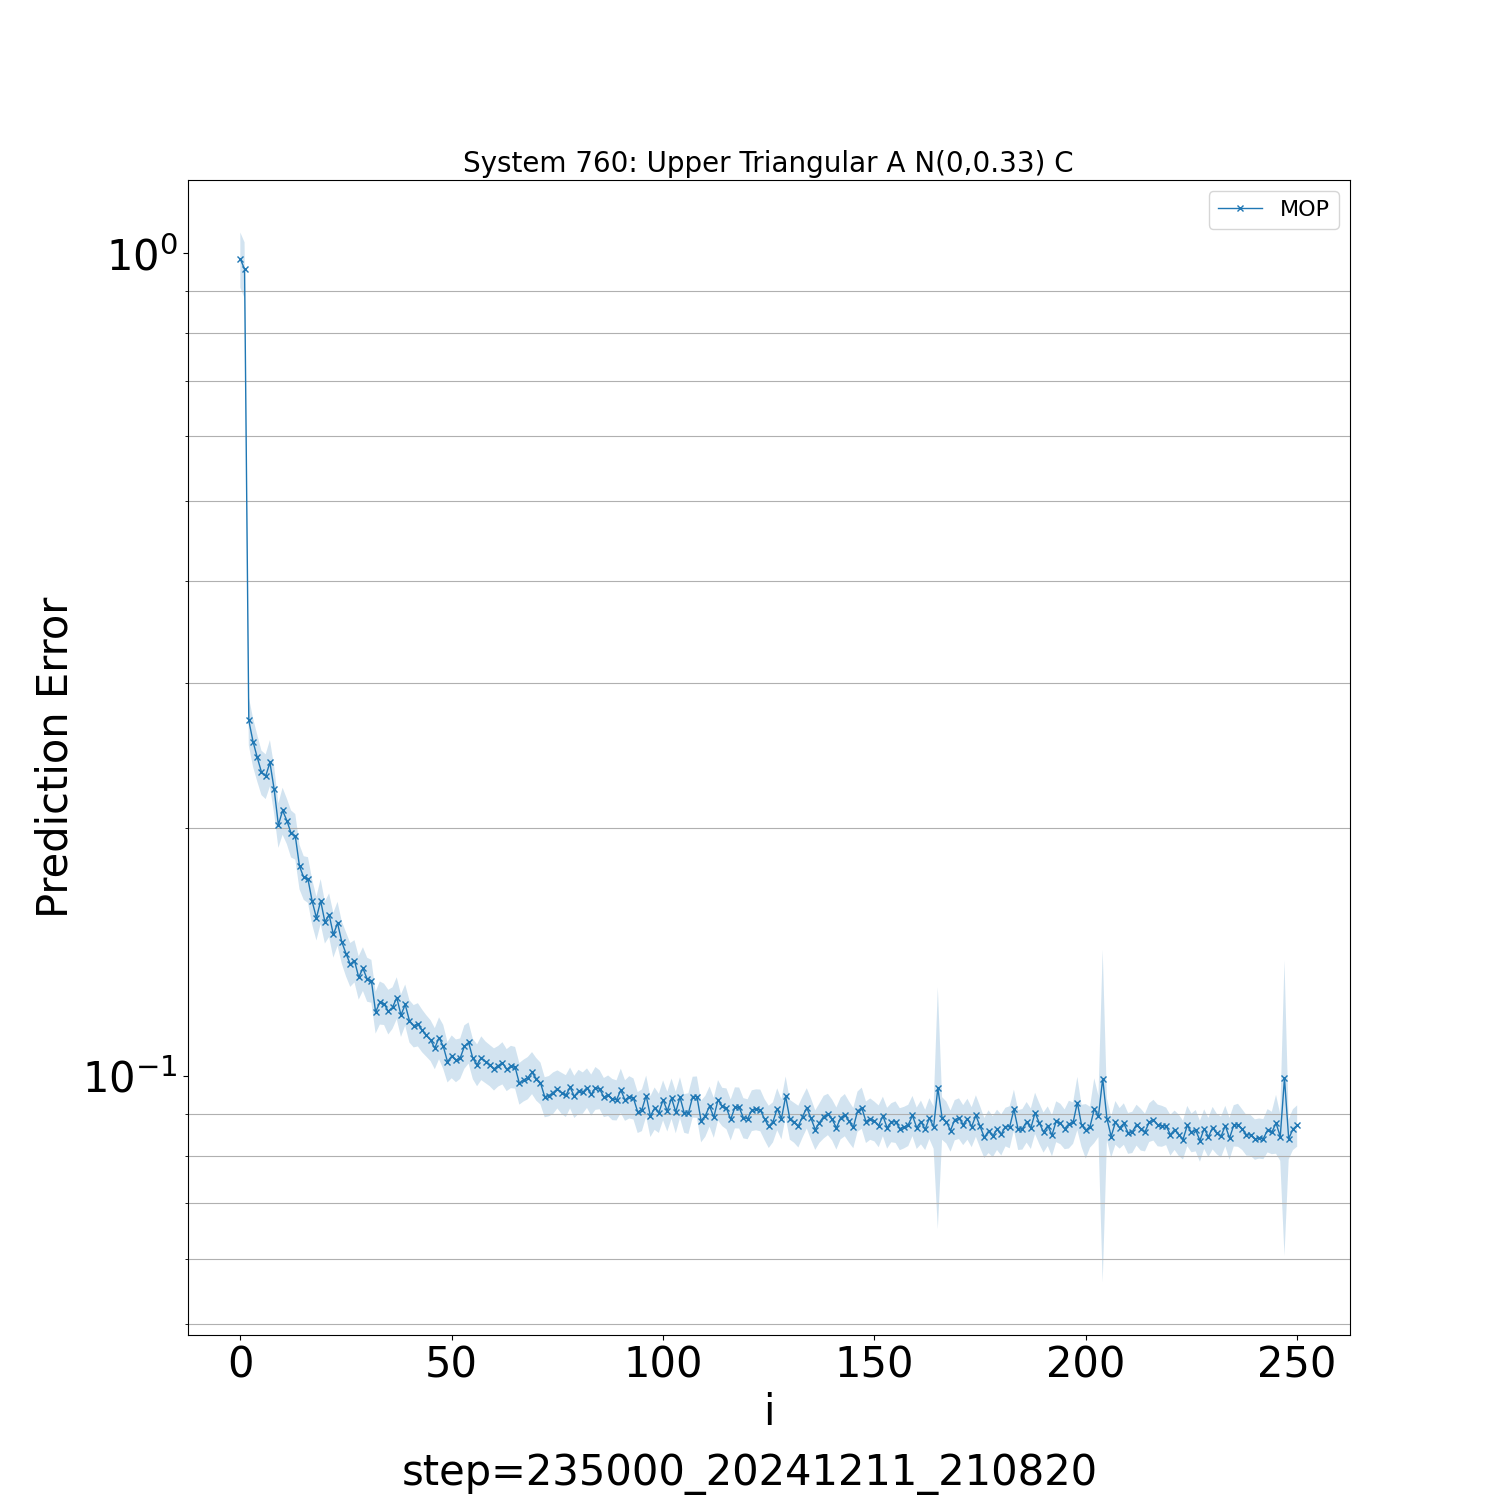 System 760: Upper Triangular A N(0,0.33) C
MOP
10⁰
10⁻¹
Prediction Error
0 50 100 150 200 250
i
step=235000_20241211_210820